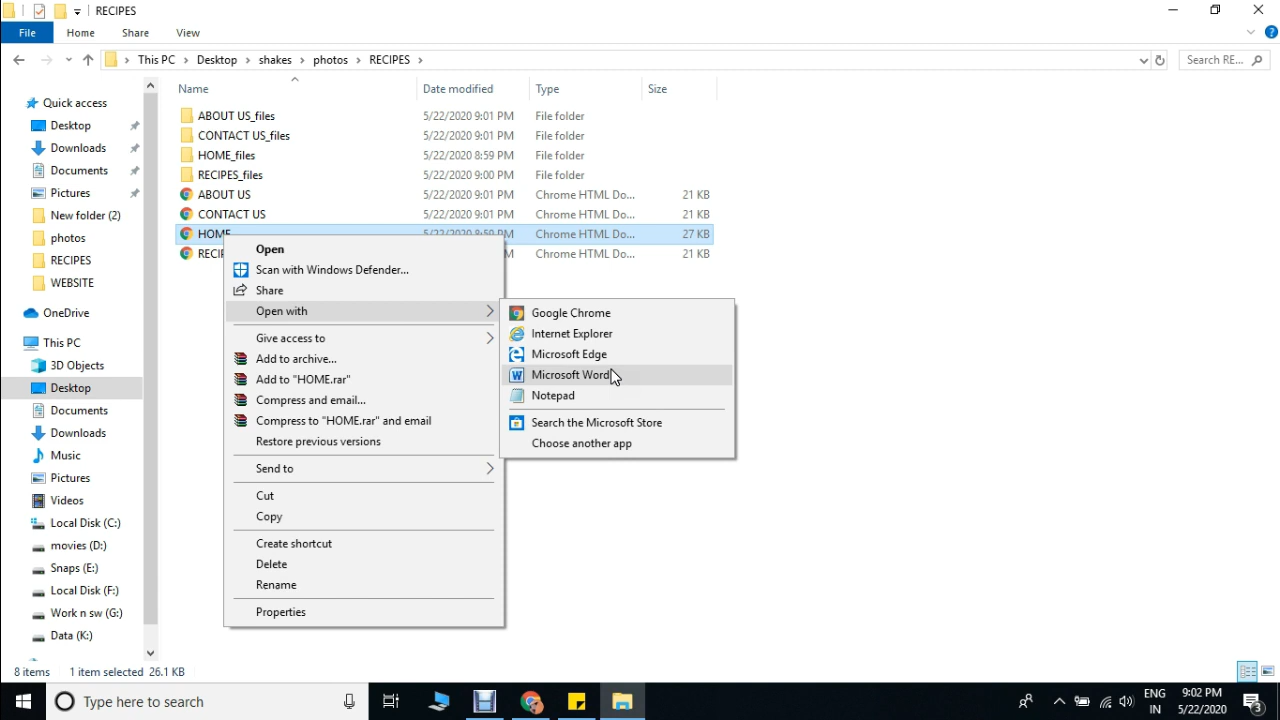 RECIPES
File Home Share View
This PC Desktop shakes photos RECIPES Search RE...
Name Date modified Type Size
Quick access
Desktop
Downloads
Documents
Pictures
New folder (2)
photos
RECIPES
WEBSITE
OneDrive
This PC
3D Objects
Desktop
Documents
Downloads
Music
Pictures
Videos
Local Disk (C:)
movies (D:)
Snaps (E:)
Local Disk (F:)
Work n sw (G:)
Data (K:)
ABOUT US_files 5/22/2020 9:01 PM File folder
CONTACT US_files 5/22/2020 9:01 PM File folder
HOME_files 5/22/2020 8:59 PM File folder
RECIPES_files 5/22/2020 9:00 PM File folder
ABOUT US 5/22/2020 9:01 PM Chrome HTML Do... 21 KB
CONTACT US 5/22/2020 9:01 PM Chrome HTML Do... 21 KB
HOME 5/22/2020 8:59 PM Chrome HTML Do... 27 KB
Chrome HTML Do... 21 KB
Open
Scan with Windows Defender...
Share
Open with
Give access to
Add to archive...
Add to "HOME.rar"
Compress and email...
Compress to "HOME.rar" and email
Restore previous versions
Send to
Cut
Copy
Create shortcut
Delete
Rename
Properties
Google Chrome
Internet Explorer
Microsoft Edge
Microsoft Word
Notepad
Search the Microsoft Store
Choose another app
8 items 1 item selected 26.1 KB
Type here to search
ENG
IN
9:02 PM
5/22/2020
3